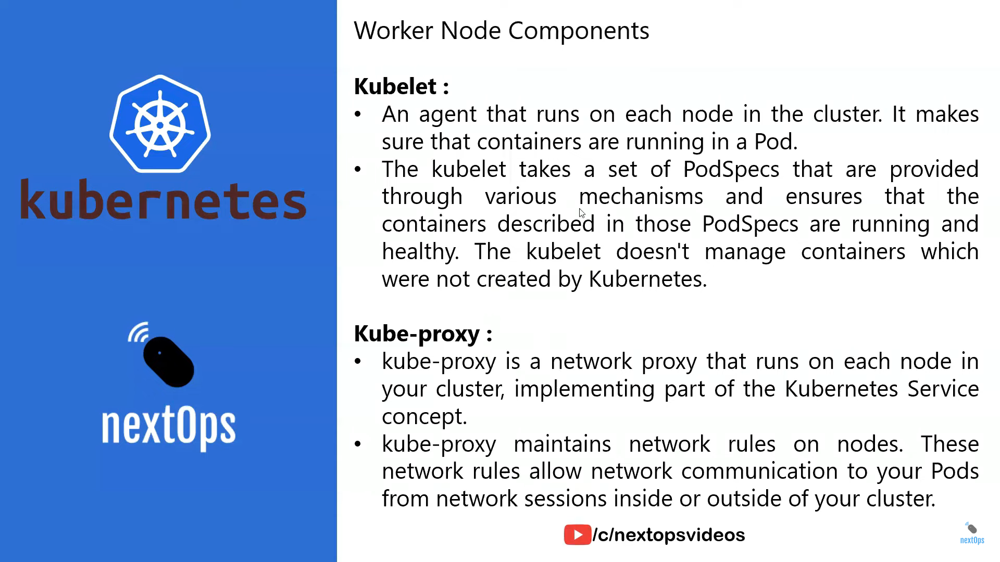 Worker Node Components
Kubelet :
• An agent that runs on each node in the cluster. It makes
sure that containers are running in a Pod.
• The kubelet takes a set of PodSpecs that are provided
through various mechanisms and ensures that the
containers described in those PodSpecs are running and
healthy. The kubelet doesn't manage containers which
were not created by Kubernetes.
Kube-proxy :
• kube-proxy is a network proxy that runs on each node in
your cluster, implementing part of the Kubernetes Service
concept.
• kube-proxy maintains network rules on nodes. These
network rules allow network communication to your Pods
from network sessions inside or outside of your cluster.
kubernetes
nextOps
/c/nextopsvideos
nextOps